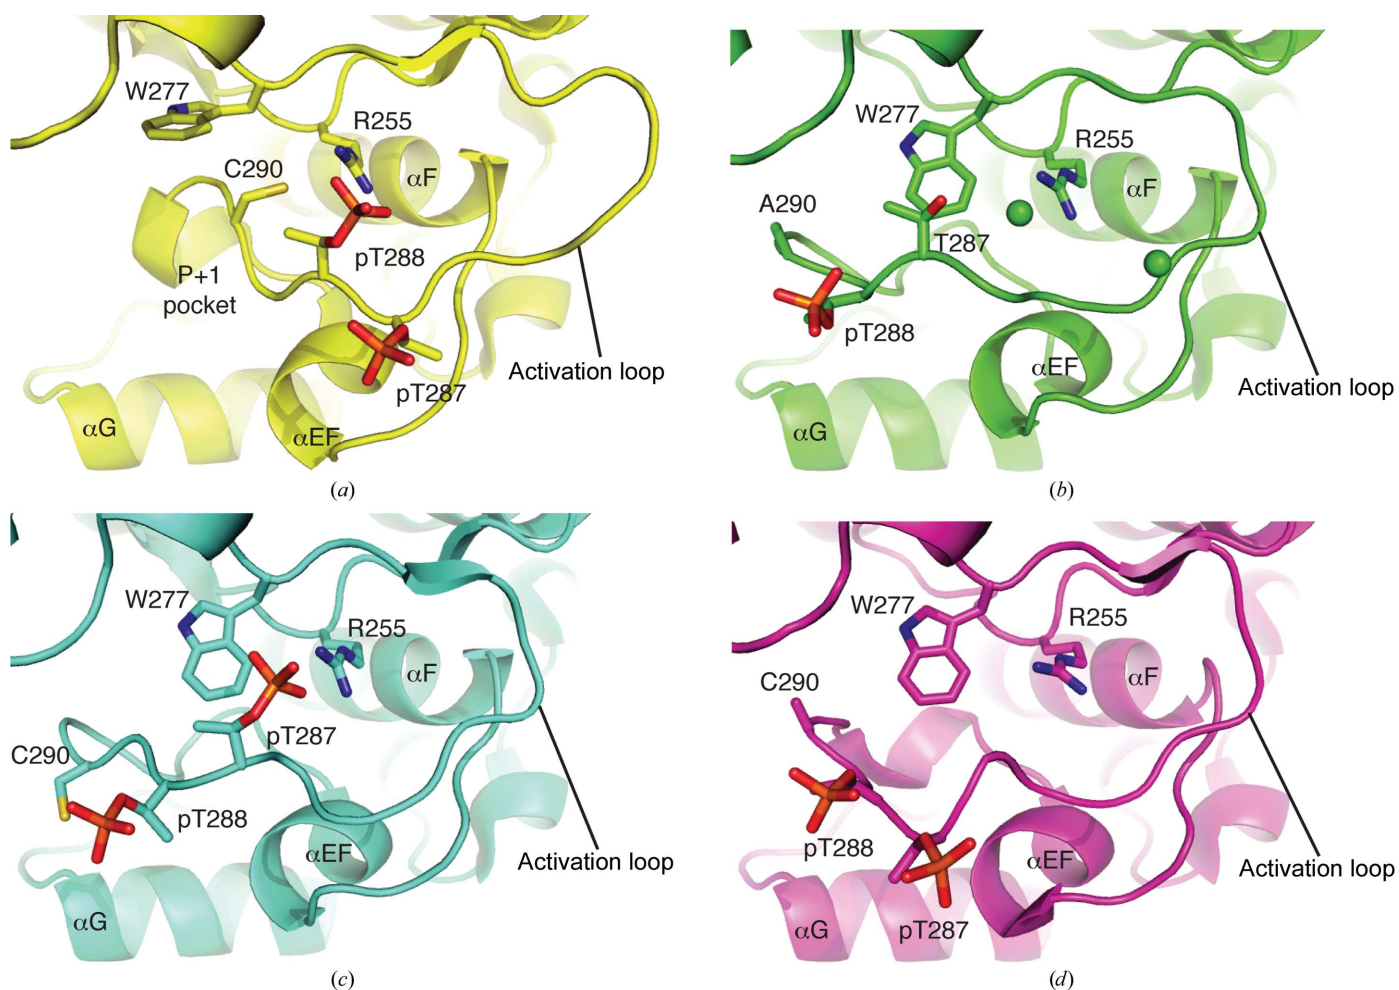 W277
R255
C290
αF
pT288
P+1
pocket
Activation loop
pT287
αG
αEF
(a)
W277
R255
αF
A290
T287
pT288
αEF
Activation loop
αG
(b)
W277
R255
αF
pT287
C290
pT288
αEF
Activation loop
αG
(c)
W277
R255
αF
C290
pT288
αEF
Activation loop
αG
pT287
(d)